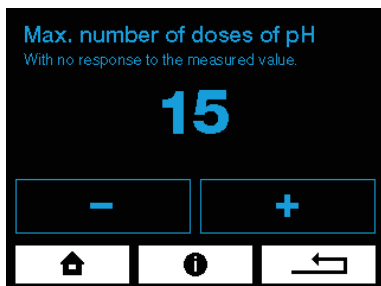 Max. number of doses of pH
With no response to the measured value.
15
- +